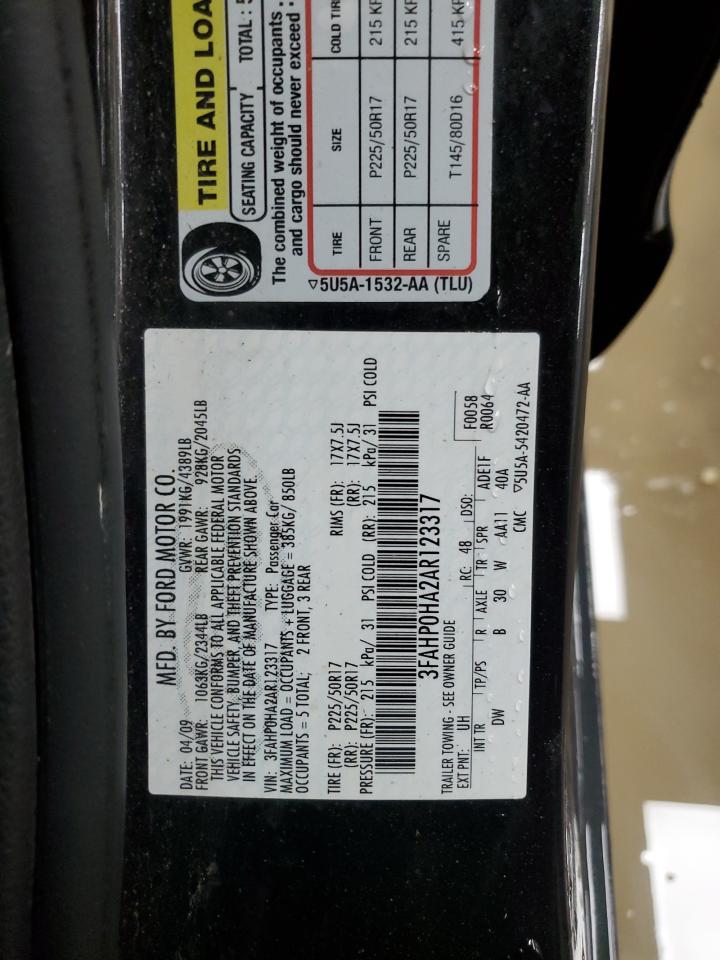 MFD. BY FORD MOTOR CO.
DATE: 04/09 GVWR: 1991KG/4389LB
FRONT GAWR: 1063KG/2344LB REAR GAWR: 928KG/2045LB
THIS VEHICLE CONFORMS TO ALL APPLICABLE FEDERAL MOTOR
VEHICLE SAFETY, BUMPER, AND THEFT PREVENTION STANDARDS
IN EFFECT ON THE DATE OF MANUFACTURE SHOWN ABOVE.
VIN: 3FAHP0HA2AR123317 TYPE: Passenger Car
MAXIMUM LOAD = OCCUPANTS + LUGGAGE = 385KG/ 850LB
OCCUPANTS = 5 TOTAL: 2 FRONT, 3 REAR
TIRE (FR): P225/50R17 RIMS (FR): 17X7.5J
(RR): P225/50R17 (RR): 17X7.5J
PRESSURE (FR): 215 kPa/ 31 PSI COLD (RR): 215 kPa/ 31 PSI COLD
3FAHP0HA2AR123317
TRAILER TOWING - SEE OWNER GUIDE
F0058
R0064
EXT PNT: UH RC: 48 DSO:
INT TR TP/PS R AXLE TR SPR ADE1F
DW B 30 W AA11 40A
CMC ▽5U5A-5420472-AA
TIRE AND LOA
SEATING CAPACITY TOTAL : 5
The combined weight of occupants
and cargo should never exceed :
TIRE SIZE COLD TIR
FRONT P225/50R17 215 KP
REAR P225/50R17 215 KP
SPARE T145/80D16 415 KP
▽5U5A-1532-AA (TLU)